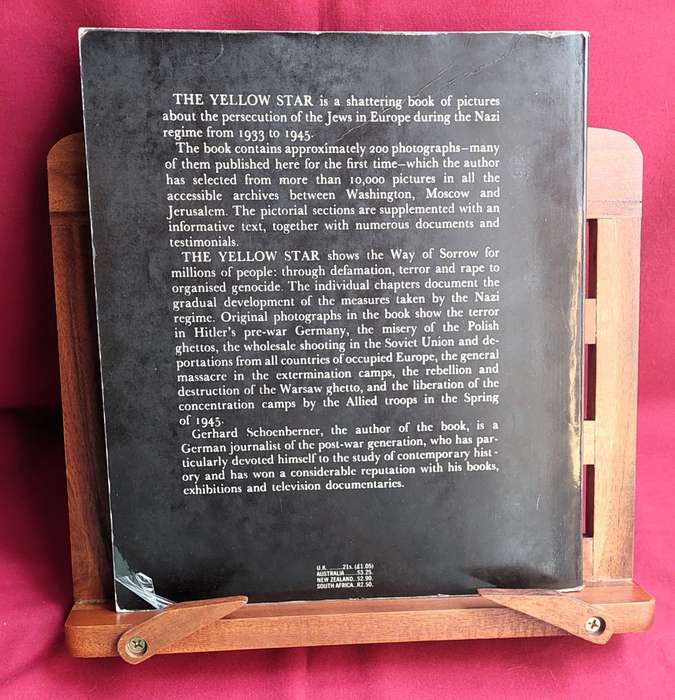 THE YELLOW STAR is a shattering book of pictures
about the persecution of the Jews in Europe during the Nazi
regime from 1933 to 1945.
The book contains approximately 200 photographs—many
of them published here for the first time—which the author
has selected from more than 10,000 pictures in all the
accessible archives between Washington, Moscow and
Jerusalem. The pictorial sections are supplemented with an
informative text, together with numerous documents and
testimonials.
THE YELLOW STAR shows the Way of Sorrow for
millions of people: through defamation, terror and rape to
organised genocide. The individual chapters document the
gradual development of the measures taken by the Nazi
regime. Original photographs in the book show the terror
in Hitler's pre-war Germany, the misery of the Polish
ghettos, the wholesale shooting in the Soviet Union and de-
portations from all countries of occupied Europe, the general
massacre in the extermination camps, the rebellion and
destruction of the Warsaw ghetto, and the liberation of the
concentration camps by the Allied troops in the Spring
of 1945.
Gerhard Schoenberner, the author of the book, is a
German journalist of the post-war generation, who has par-
ticularly devoted himself to the study of contemporary hist-
ory and has won a considerable reputation with his books,
exhibitions and television documentaries.
U.K. ........21s. (£1.05)
AUSTRALIA .....$3.25.
NEW ZEALAND..$2.90.
SOUTH AFRICA..R2.50.